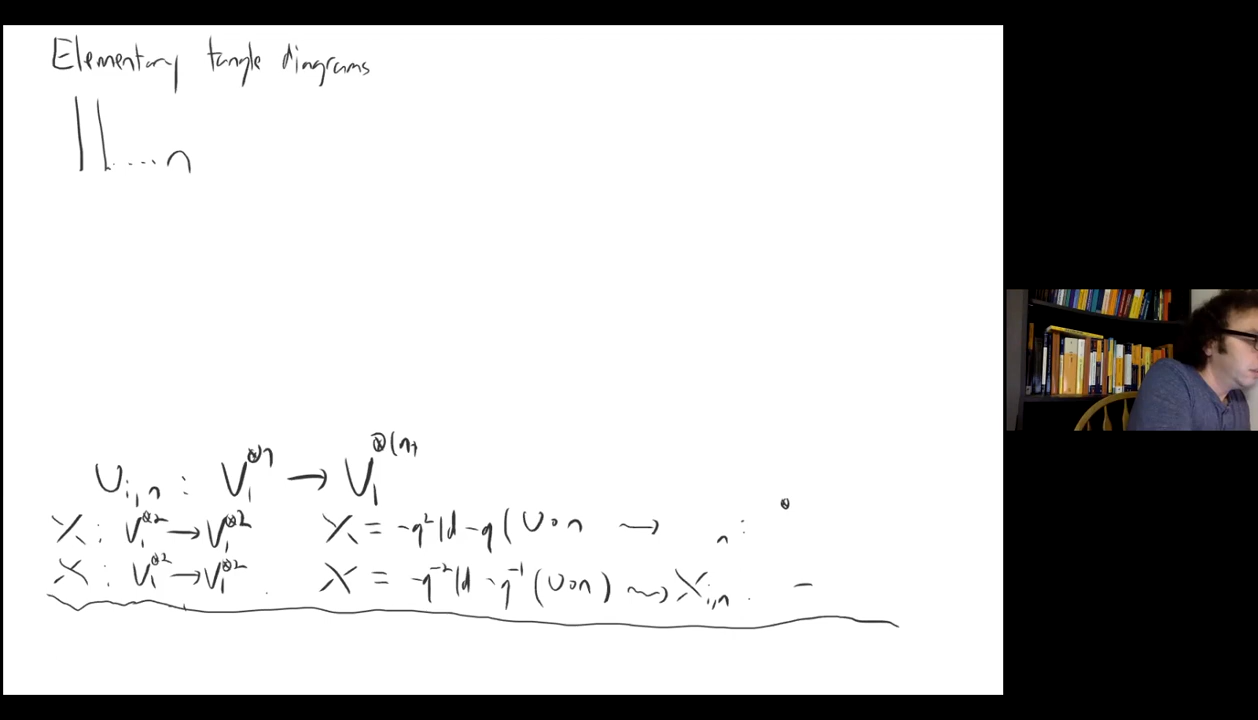 Elementary tangle diagrams
|| .... ∩
∪_{i,n} : V_1^{⊗n} → V_1^{⊗(n+
X : V_1^{⊗2} → V_1^{⊗2} X = -q^2 Id - q ( ∪∘∩ ⇝ n : ⊗
X : V_1^{⊗2} → V_1^{⊗2} X = -q^{-2} Id - q^{-1} (∪∘∩) ⇝ X_{i,n} -